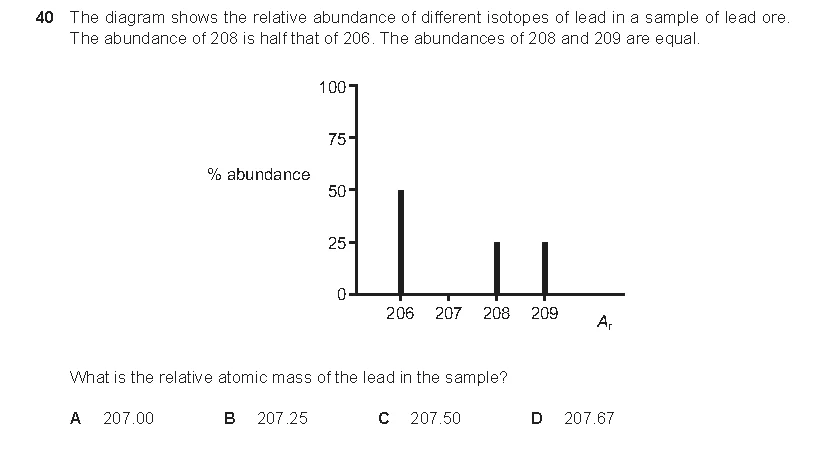 40 The diagram shows the relative abundance of different isotopes of lead in a sample of lead ore.
The abundance of 208 is half that of 206. The abundances of 208 and 209 are equal.
100
75
% abundance
50
25
0
206 207 208 209
Aᵣ
What is the relative atomic mass of the lead in the sample?
A 207.00 B 207.25 C 207.50 D 207.67